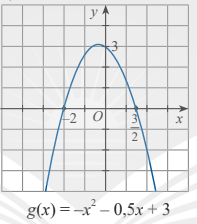 y
3
-2 O 3/2 x
g(x) = –x² – 0,5x + 3